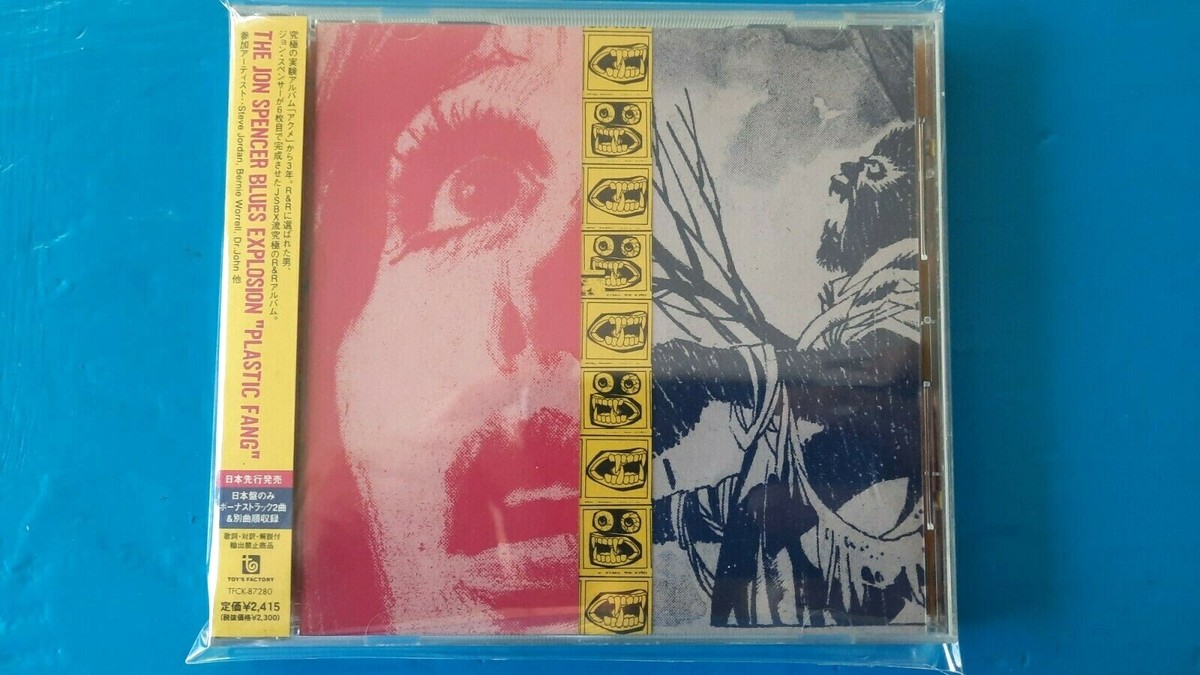 究極の実験アルバム「アクメ」から3年。R&Rに選ばれた男、
ジョン・スペンサーが6枚目で完成させたJSBX流究極のR&Rアルバム。
THE JON SPENCER BLUES EXPLOSION "PLASTIC FANG"
参加アーティスト：Steve Jordan, Bernie Worrell, Dr.John 他
日本先行発売
日本盤のみ
ボーナストラック2曲
&別曲順収録
歌詞・対訳・解説付
輸出禁止商品
TOY'S FACTORY
TFCK-87280
定価¥2,415
(税抜価格¥2,300)